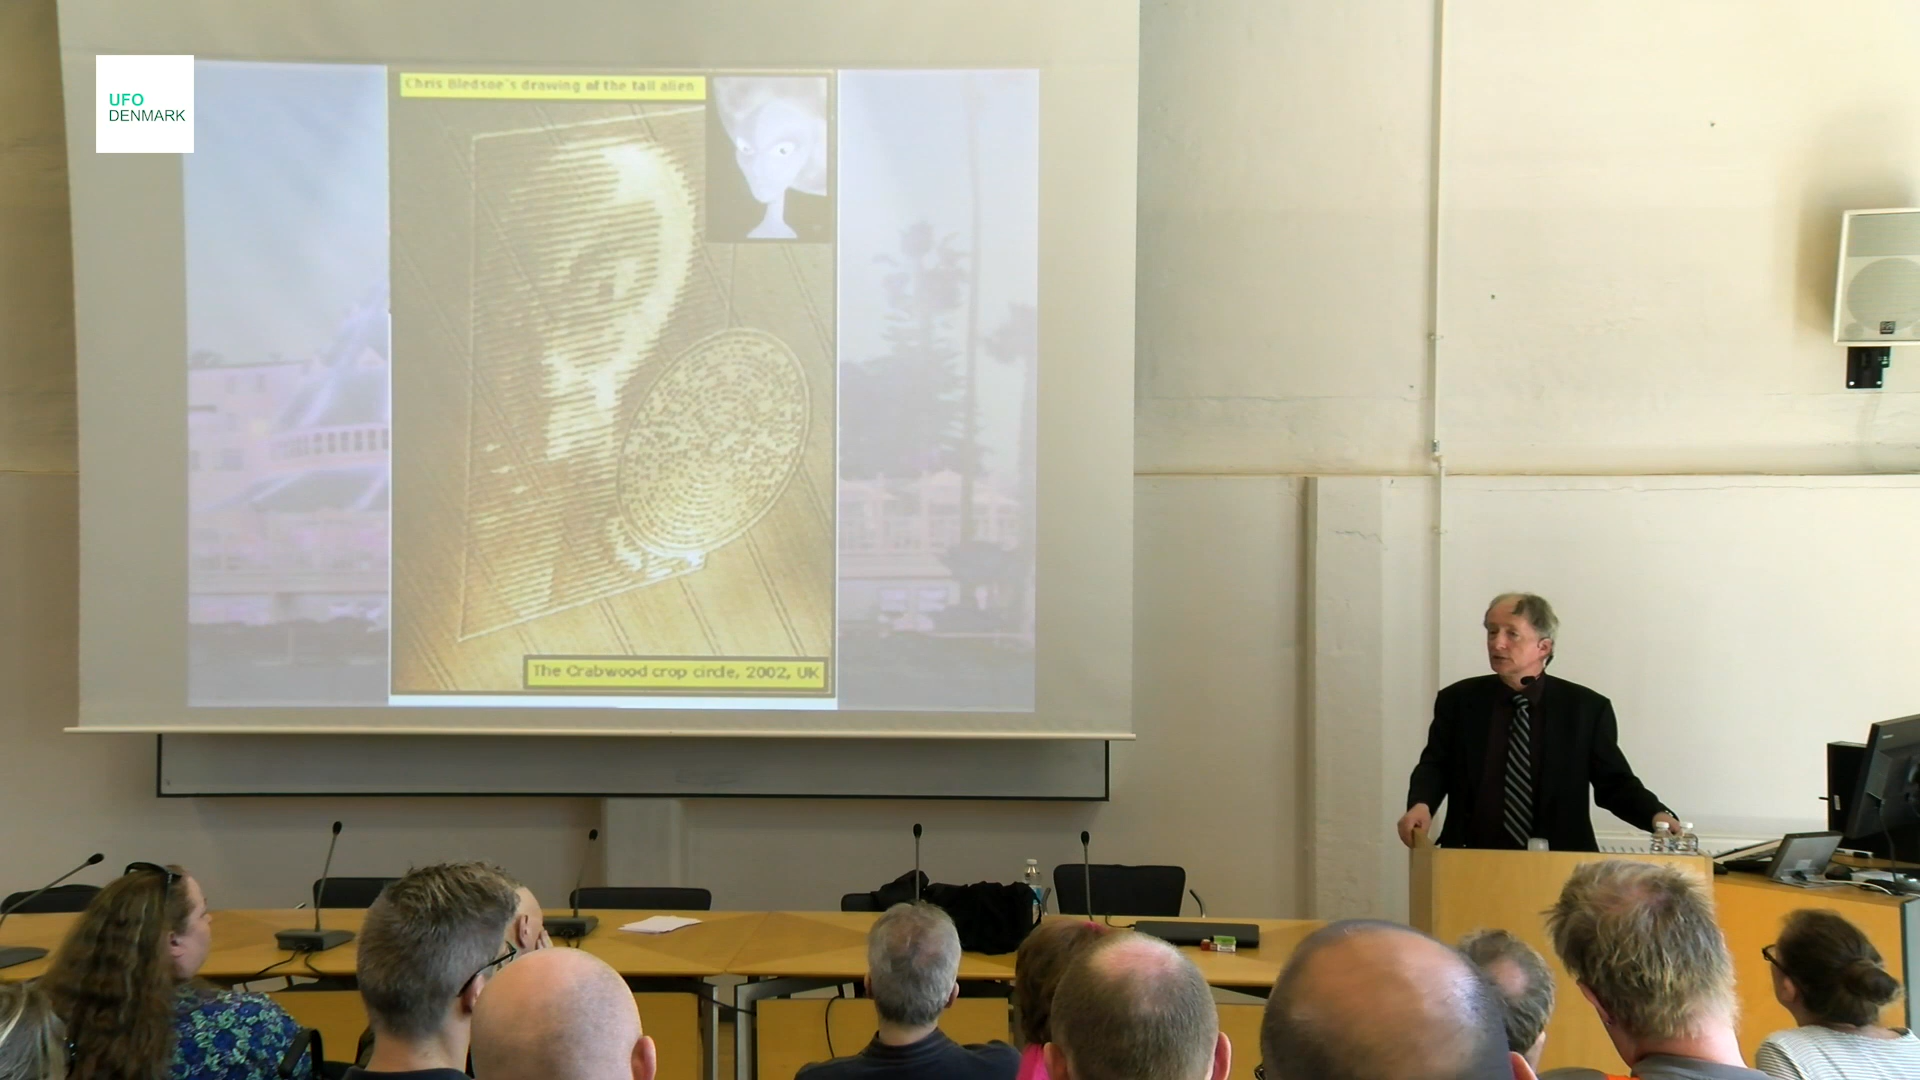 UFO
DENMARK
Chris Bledsoe's drawing of the tall alien
The Crabwood crop circle, 2002, UK